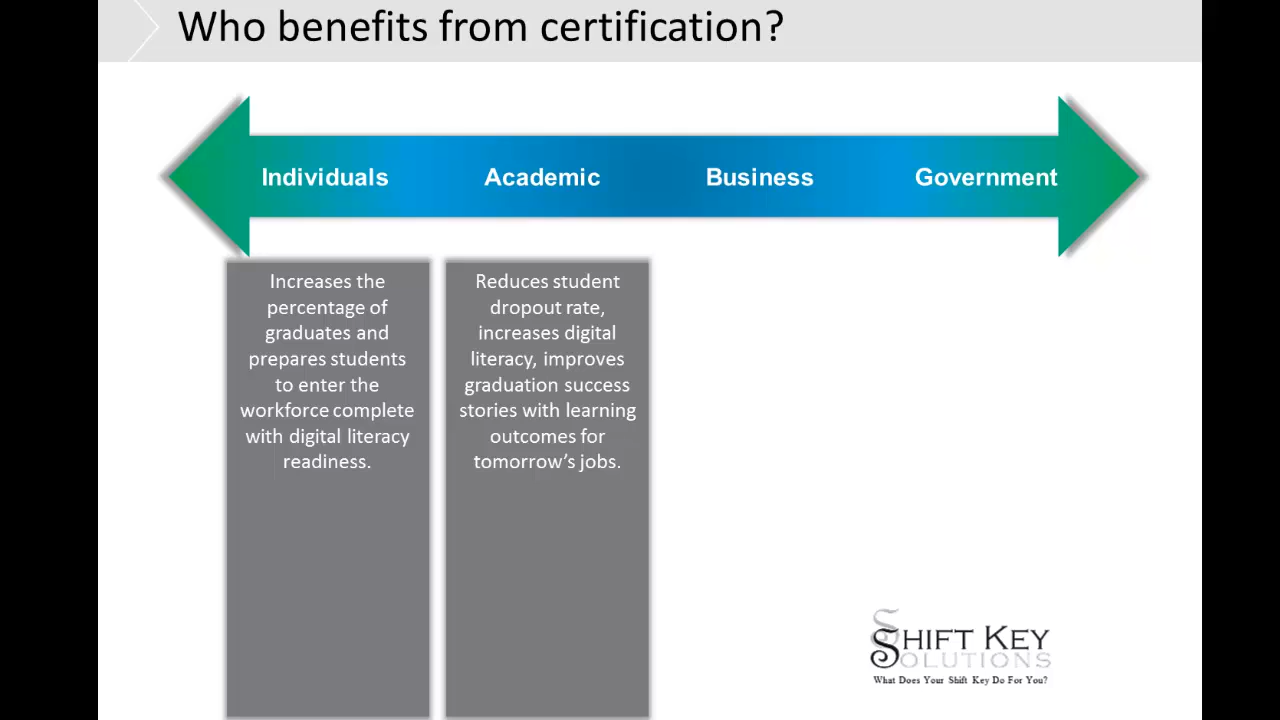 Who benefits from certification?
Individuals
Academic
Business
Government
Increases the
percentage of
graduates and
prepares students
to enter the
workforce complete
with digital literacy
readiness.
Reduces student
dropout rate,
increases digital
literacy, improves
graduation success
stories with learning
outcomes for
tomorrow's jobs.
SHIFT KEY
SOLUTIONS
What Does Your Shift Key Do For You?